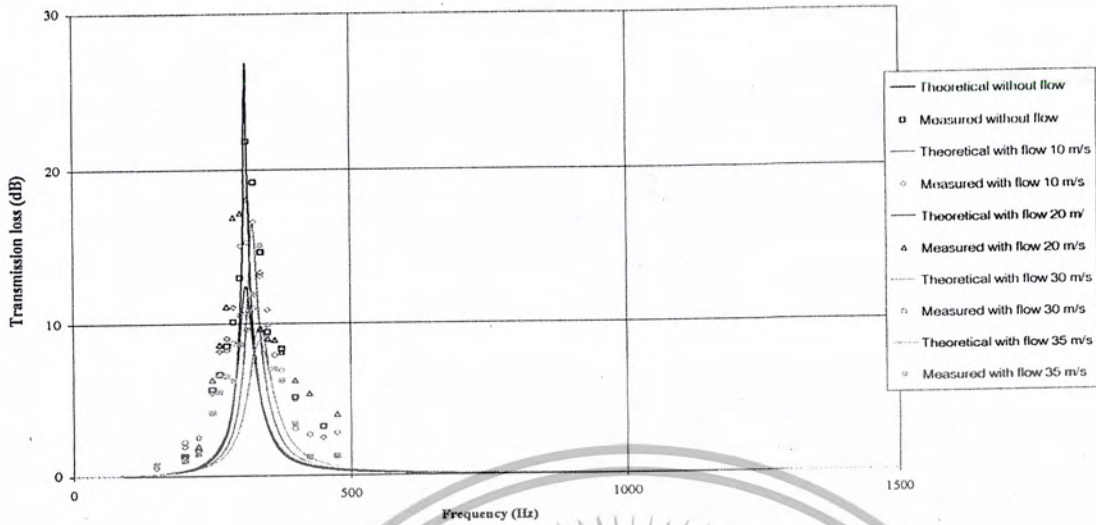 30
20
10
0
0
500
1000
1500
Transmission loss (dB)
Frequency (Hz)
Theoretical without flow
Measured without flow
Theoretical with flow 10 m/s
Measured with flow 10 m/s
Theoretical with flow 20 m/
Measured with flow 20 m/s
Theoretical with flow 30 m/s
Measured with flow 30 m/s
Theoretical with flow 35 m/s
Measured with flow 35 m/s